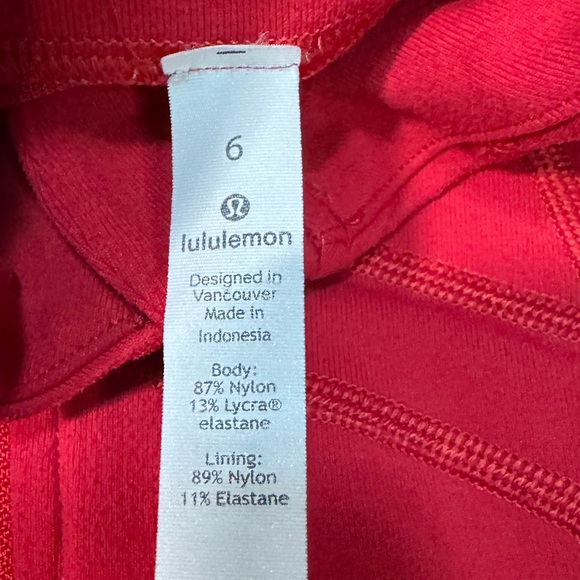 6
lululemon
Designed in
Vancouver
Made in
Indonesia
Body:
87% Nylon
13% Lycra®
elastane
Lining:
89% Nylon
11% Elastane